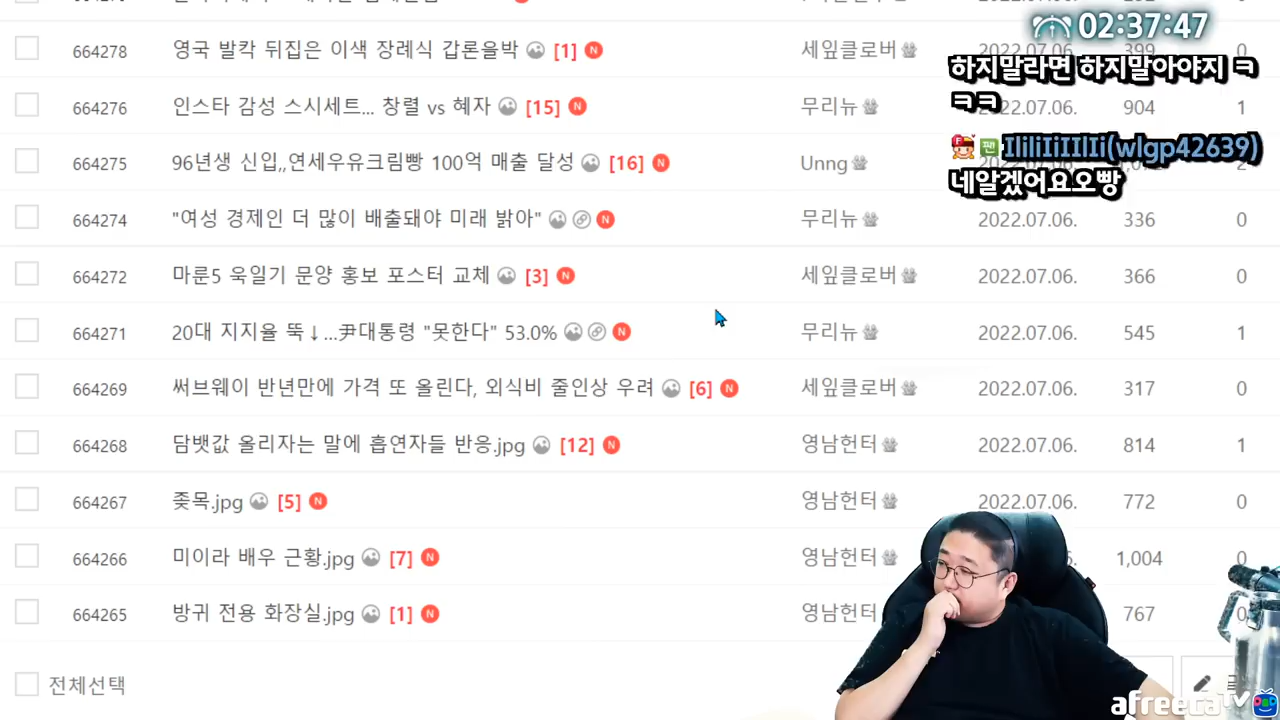 02:37:47
하지말라면 하지말아야지 ㅋ
ㅋㅋ
IliliIiIIlIi(wlgp42639)
네알겠어요오빵
664278 영국 발칵 뒤집은 이색 장례식 갑론을박 [1] N 세잎클로버 2022.07.06. 399 0
664276 인스타 감성 스시세트... 창렬 vs 혜자 [15] N 무리뉴 2022.07.06. 904 1
664275 96년생 신입,,연세우유크림빵 100억 매출 달성 [16] N Unng 2
664274 "여성 경제인 더 많이 배출돼야 미래 밝아" N 무리뉴 2022.07.06. 336 0
664272 마룬5 욱일기 문양 홍보 포스터 교체 [3] N 세잎클로버 2022.07.06. 366 0
664271 20대 지지율 뚝↓...尹대통령 "못한다" 53.0% N 무리뉴 2022.07.06. 545 1
664269 써브웨이 반년만에 가격 또 올린다, 외식비 줄인상 우려 [6] N 세잎클로버 2022.07.06. 317 0
664268 담뱃값 올리자는 말에 흡연자들 반응.jpg [12] N 영남헌터 2022.07.06. 814 1
664267 좆목.jpg [5] N 영남헌터 2022.07.06. 772 0
664266 미이라 배우 근황.jpg [7] N 영남헌터 1,004 0
664265 방귀 전용 화장실.jpg [1] N 영남헌터 767
전체선택
afreecaTV